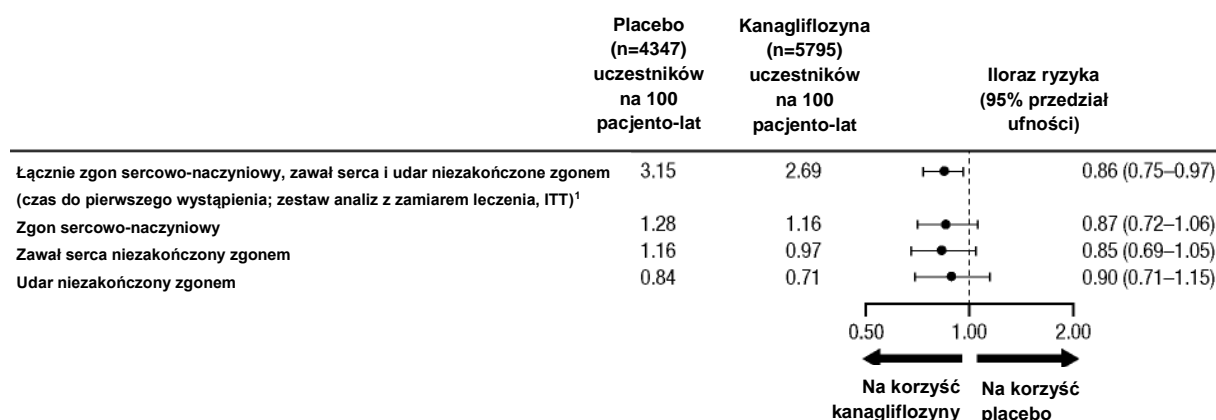 Placebo
(n=4347)
uczestników
na 100
pacjento-lat
Kanagliflozyna
(n=5795)
uczestników
na 100
pacjento-lat
Iloraz ryzyka
(95% przedział
ufności)
Łącznie zgon sercowo-naczyniowy, zawał serca i udar niezakończone zgonem 3.15 2.69 0.86 (0.75–0.97)
(czas do pierwszego wystąpienia; zestaw analiz z zamiarem leczenia, ITT)¹
Zgon sercowo-naczyniowy 1.28 1.16 0.87 (0.72–1.06)
Zawał serca niezakończony zgonem 1.16 0.97 0.85 (0.69–1.05)
Udar niezakończony zgonem 0.84 0.71 0.90 (0.71–1.15)
0.50 1.00 2.00
Na korzyść
kanagliflozyny
Na korzyść
placebo